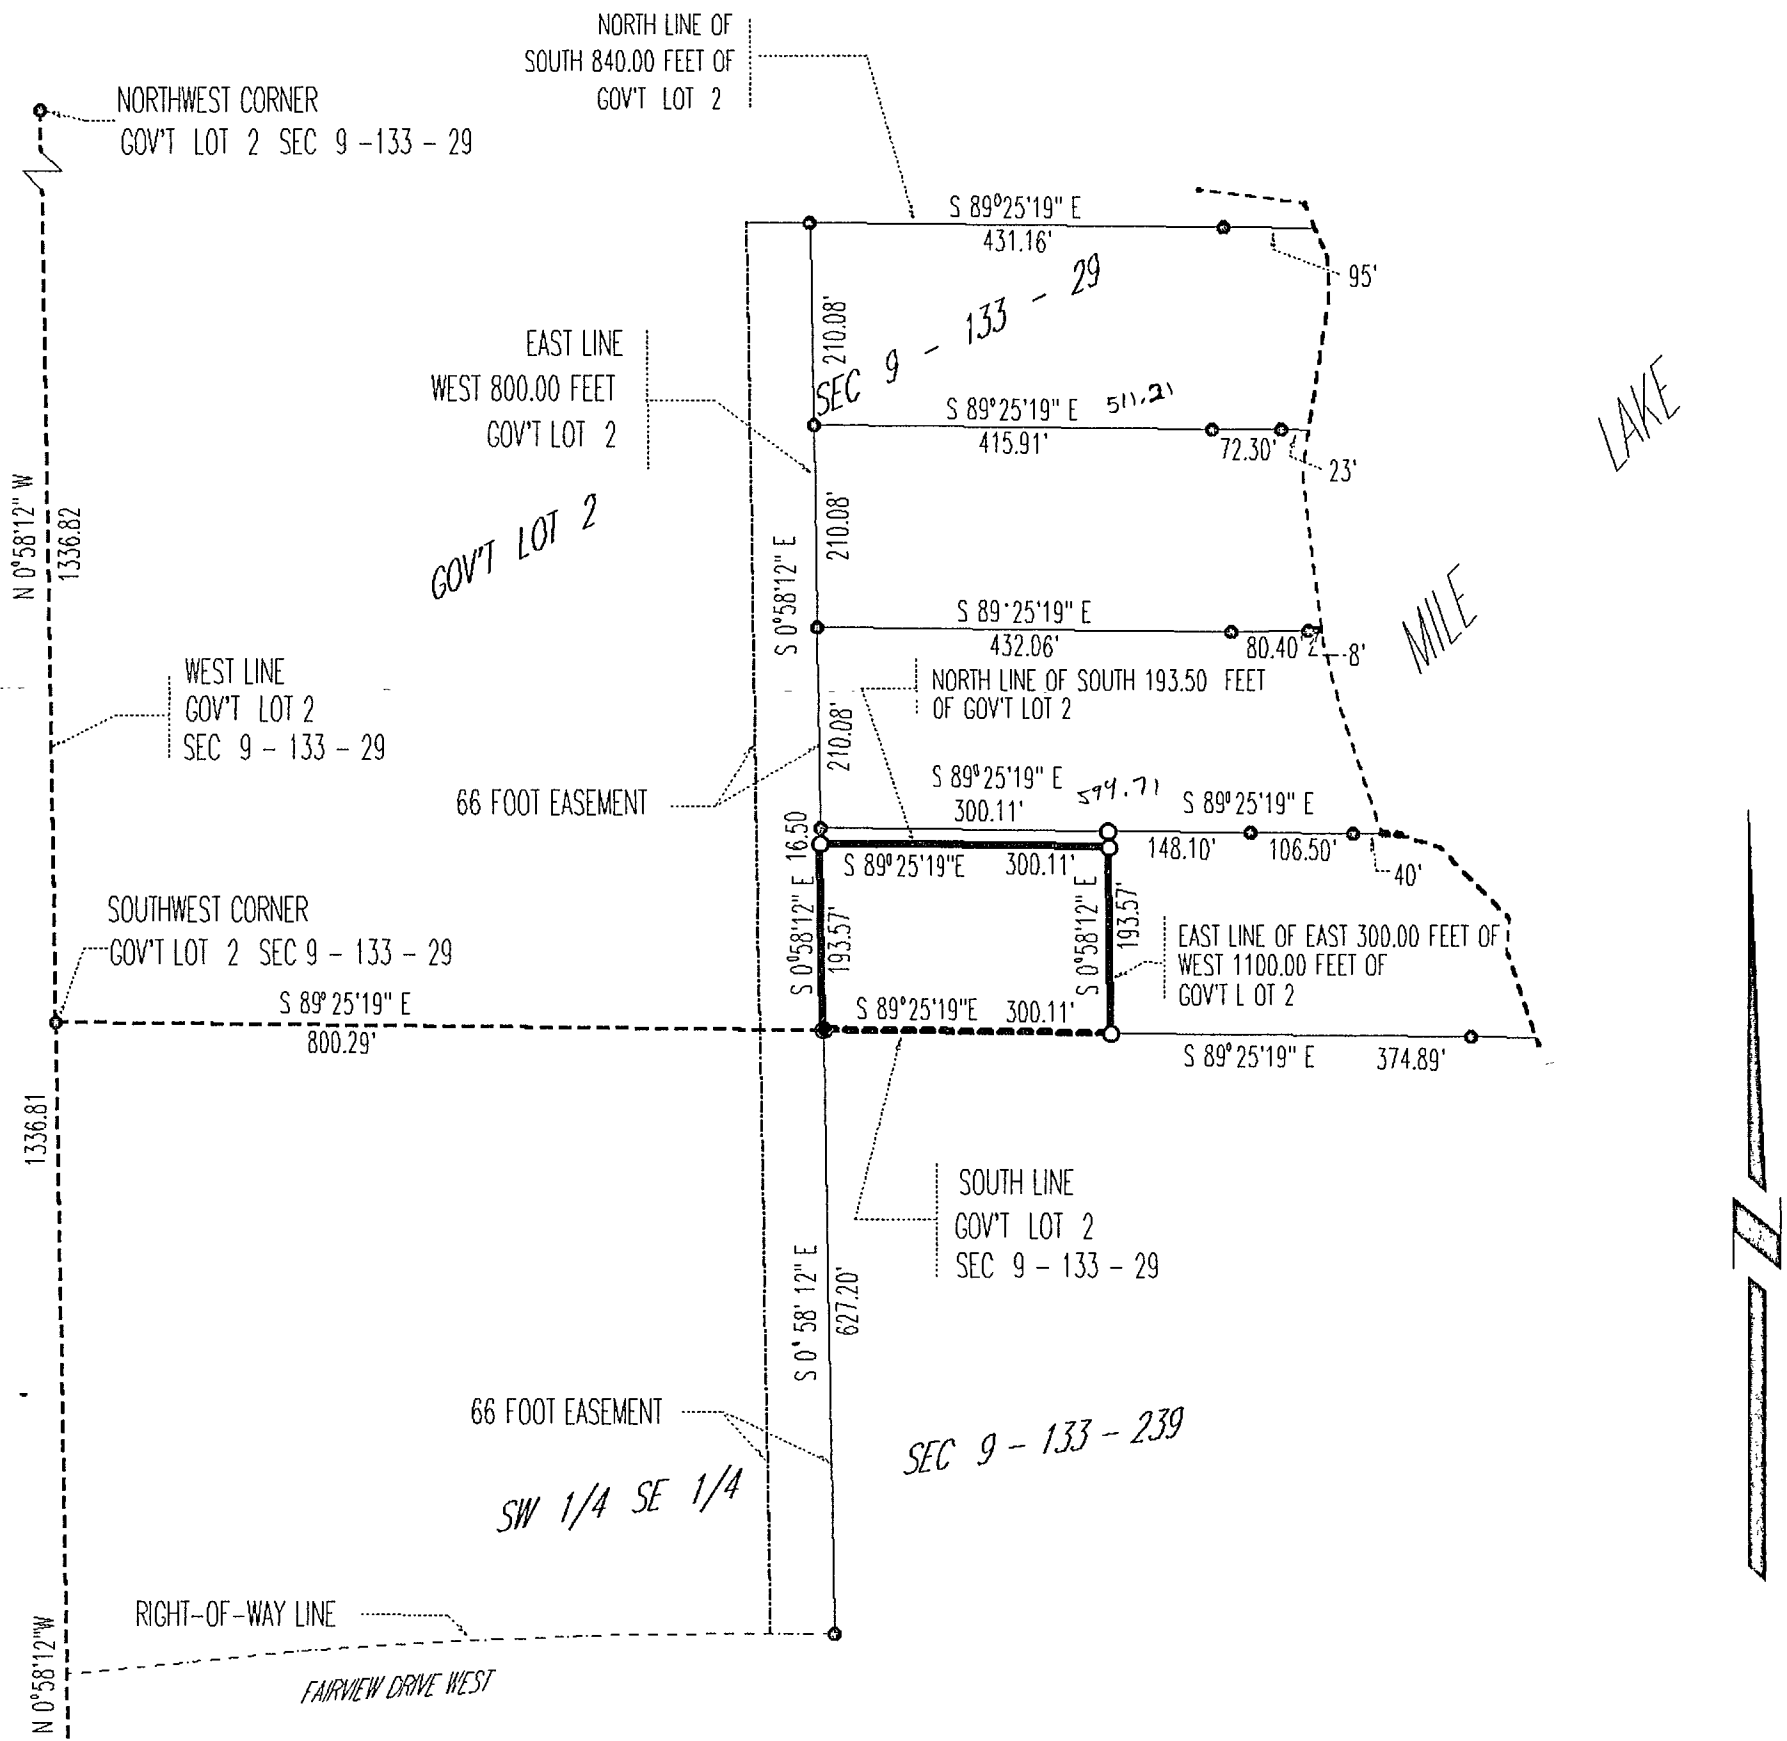 NORTH LINE OF
SOUTH 840.00 FEET OF
GOV'T LOT 2
NORTHWEST CORNER
GOV'T LOT 2 SEC 9 -133 - 29
S 89°25'19" E
431.16'
95'
SEC 9 - 133 - 29
210.08'
EAST LINE
WEST 800.00 FEET
GOV'T LOT 2
S 89°25'19" E 511.21
415.91'
72.30'
23'
LAKE
N 0°58'12" W
1336.82
GOV'T LOT 2
210.08'
S 0°58'12" E
S 89°25'19" E
432.06'
80.40'
8'
MILE
WEST LINE
GOV'T LOT 2
SEC 9 - 133 - 29
NORTH LINE OF SOUTH 193.50 FEET
OF GOV'T LOT 2
210.08'
66 FOOT EASEMENT
S 89°25'19" E
300.11'
594.71
S 89°25'19" E
16.50
148.10'
106.50'
40'
S 89°25'19"E 300.11'
S 0°58'12" E
193.57'
S 0°58'12" E
193.57'
SOUTHWEST CORNER
GOV'T LOT 2 SEC 9 - 133 - 29
EAST LINE OF EAST 300.00 FEET OF
WEST 1100.00 FEET OF
GOV'T L OT 2
S 89°25'19" E
800.29'
S 89°25'19"E 300.11'
S 89°25'19" E 374.89'
1336.81
SOUTH LINE
GOV'T LOT 2
SEC 9 - 133 - 29
S 0° 58' 12" E
627.20'
66 FOOT EASEMENT
SEC 9 - 133 - 239
SW 1/4 SE 1/4
RIGHT-OF-WAY LINE
FAIRVIEW DRIVE WEST
N 0°58'12"W
N